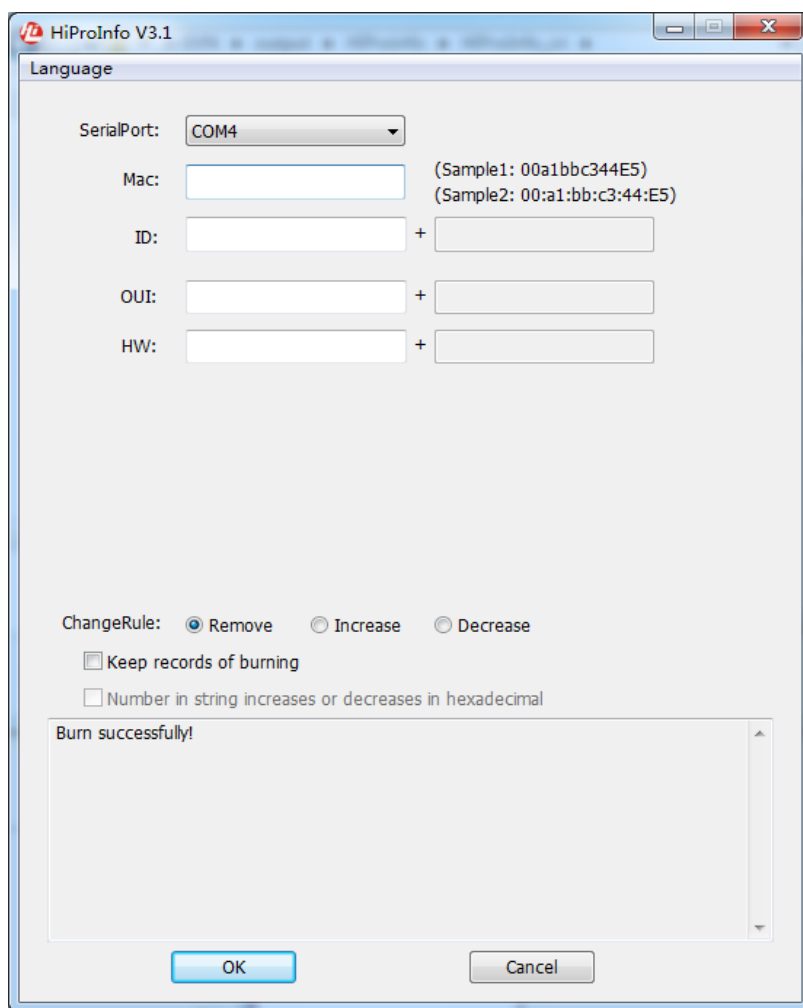 HiProInfo V3.1
Language
SerialPort: COM4
Mac: (Sample1: 00a1bbc344E5)
(Sample2: 00:a1:bb:c3:44:E5)
ID: +
OUI: +
HW: +
ChangeRule: Remove Increase Decrease
Keep records of burning
Number in string increases or decreases in hexadecimal
Burn successfully!
OK Cancel